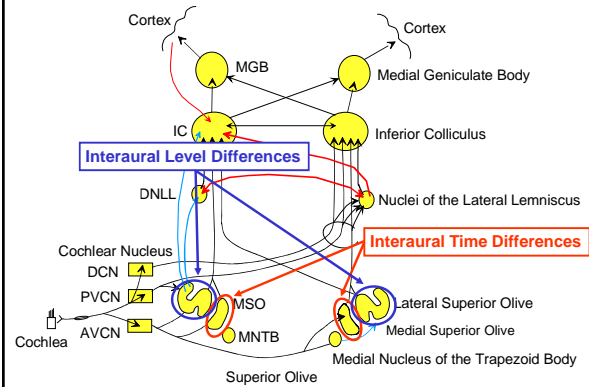 Cortex
Cortex
MGB
Medial Geniculate Body
IC
Inferior Colliculus
Interaural Level Differences
DNLL
Nuclei of the Lateral Lemniscus
Interaural Time Differences
Cochlear Nucleus
DCN
PVCN
MSO
Lateral Superior Olive
AVCN
Medial Superior Olive
MNTB
Cochlea
Medial Nucleus of the Trapezoid Body
Superior Olive